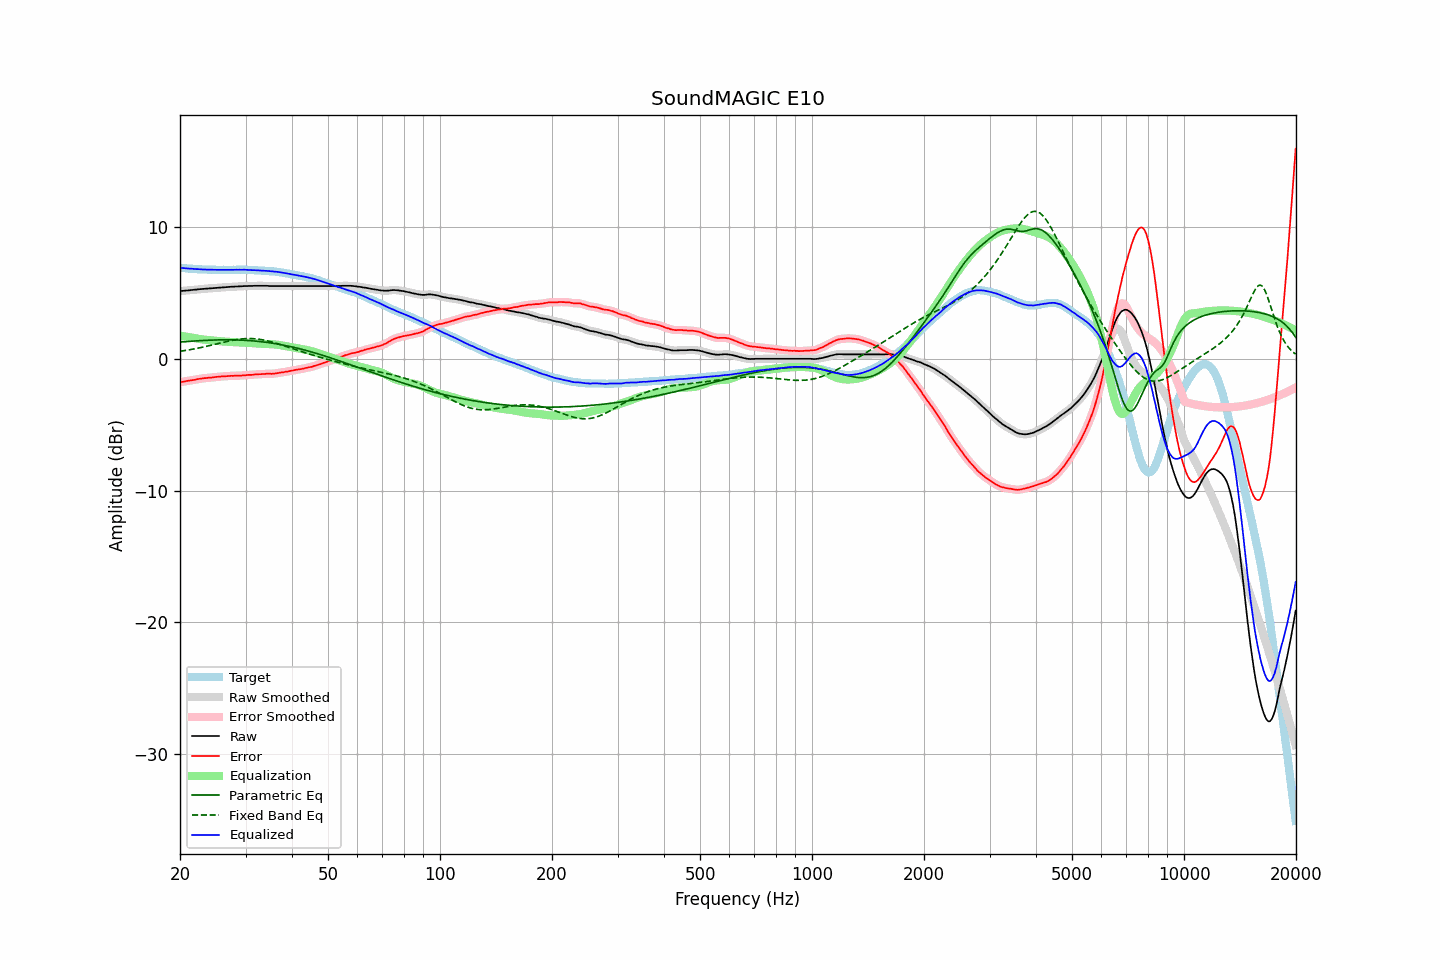 SoundMAGIC E10
Amplitude (dBr)
10
0
−10
−20
−30
Target
Raw Smoothed
Error Smoothed
Raw
Error
Equalization
Parametric Eq
Fixed Band Eq
Equalized
20 50 100 200 500 1000 2000 5000 10000 20000
Frequency (Hz)